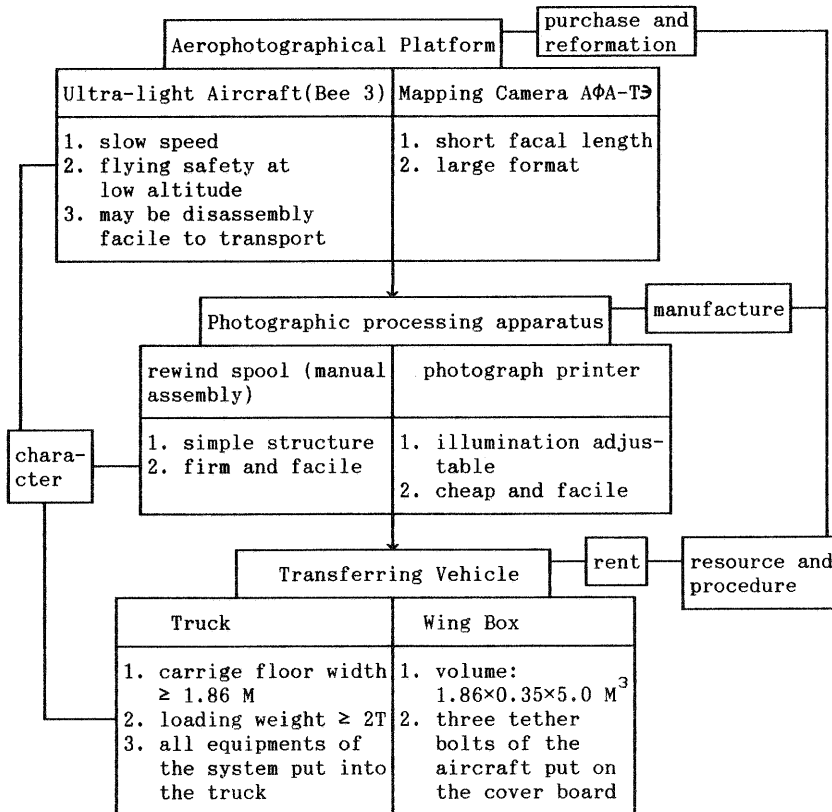 purchase and
reformation
Aerophotographical Platform
Ultra-light Aircraft(Bee 3)
1. slow speed
2. flying safety at
low altitude
3. may be disassembly
facile to transport
Mapping Camera АФА-ТЭ
1. short facal length
2. large format
manufacture
Photographic processing apparatus
rewind spool (manual
assembly)
1. simple structure
2. firm and facile
photograph printer
1. illumination adjus-
table
2. cheap and facile
chara-
cter
rent
resource and
procedure
Transferring Vehicle
Truck
1. carrige floor width
≥ 1.86 M
2. loading weight ≥ 2T
3. all equipments of
the system put into
the truck
Wing Box
1. volume:
1.86×0.35×5.0 M³
2. three tether
bolts of the
aircraft put on
the cover board